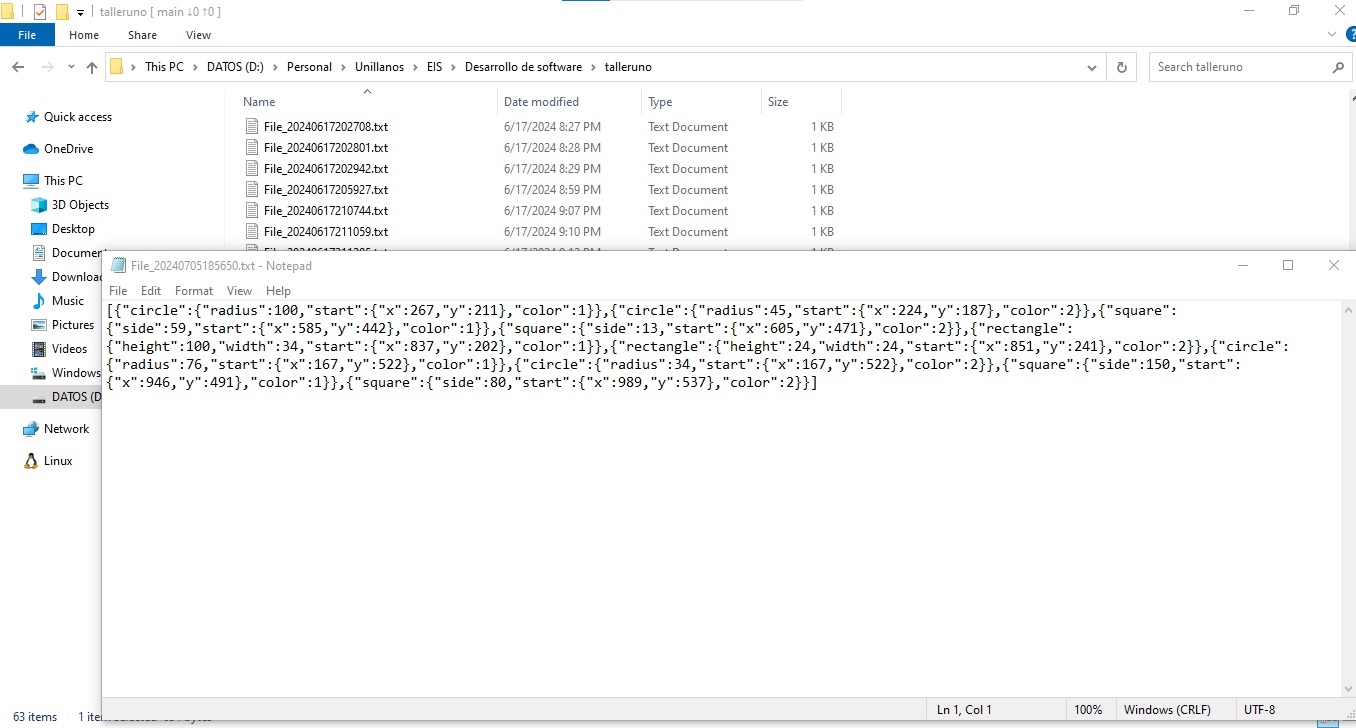 talleruno [ main ↓0 ↑0 ]
File Home Share View
This PC > DATOS (D:) > Personal > Unillanos > EIS > Desarrollo de software > talleruno
Search talleruno
Name Date modified Type Size
Quick access
OneDrive
This PC
3D Objects
Desktop
Documen
Downloa
Music
Pictures
Videos
Windows
DATOS (D
Network
Linux
File_20240617202708.txt 6/17/2024 8:27 PM Text Document 1 KB
File_20240617202801.txt 6/17/2024 8:28 PM Text Document 1 KB
File_20240617202942.txt 6/17/2024 8:29 PM Text Document 1 KB
File_20240617205927.txt 6/17/2024 8:59 PM Text Document 1 KB
File_20240617210744.txt 6/17/2024 9:07 PM Text Document 1 KB
File_20240617211059.txt 6/17/2024 9:10 PM Text Document 1 KB
File_20240705185650.txt - Notepad
File Edit Format View Help
[{"circle":{"radius":100,"start":{"x":267,"y":211},"color":1}},{"circle":{"radius":45,"start":{"x":224,"y":187},"color":2}},{"square":
{"side":59,"start":{"x":585,"y":442},"color":1}},{"square":{"side":13,"start":{"x":605,"y":471},"color":2}},{"rectangle":
{"height":100,"width":34,"start":{"x":837,"y":202},"color":1}},{"rectangle":{"height":24,"width":24,"start":{"x":851,"y":241},"color":2}},{"circle":
{"radius":76,"start":{"x":167,"y":522},"color":1}},{"circle":{"radius":34,"start":{"x":167,"y":522},"color":2}},{"square":{"side":150,"start":
{"x":946,"y":491},"color":1}},{"square":{"side":80,"start":{"x":989,"y":537},"color":2}}]
Ln 1, Col 1 100% Windows (CRLF) UTF-8
63 items